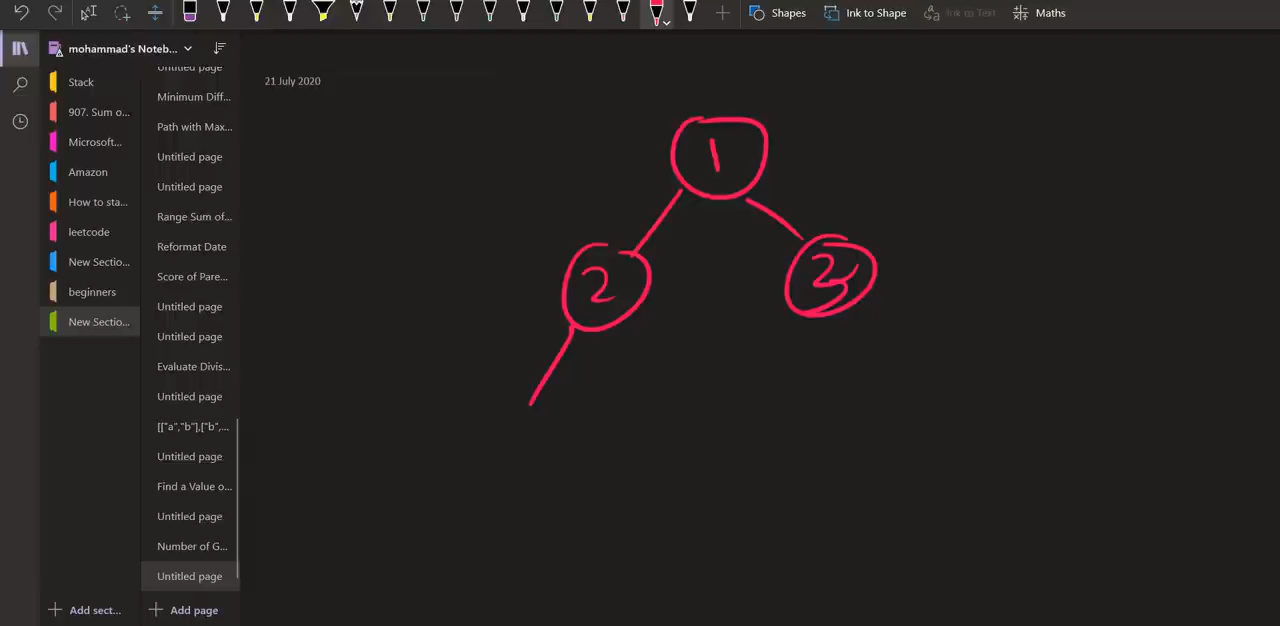 Shapes
Ink to Shape
Ink as Text
Maths
mohammad's Noteb...
Stack
907. Sum o...
Microsoft...
Amazon
How to sta...
leetcode
New Sectio...
beginners
New Sectio...
Add sect...
Untitled page
Minimum Diff...
Path with Max...
Untitled page
Untitled page
Range Sum of...
Reformat Date
Score of Pare...
Untitled page
Untitled page
Evaluate Divis...
Untitled page
[["a","b"],["b",...
Untitled page
Find a Value o...
Untitled page
Number of G...
Untitled page
Add page
21 July 2020
1
2